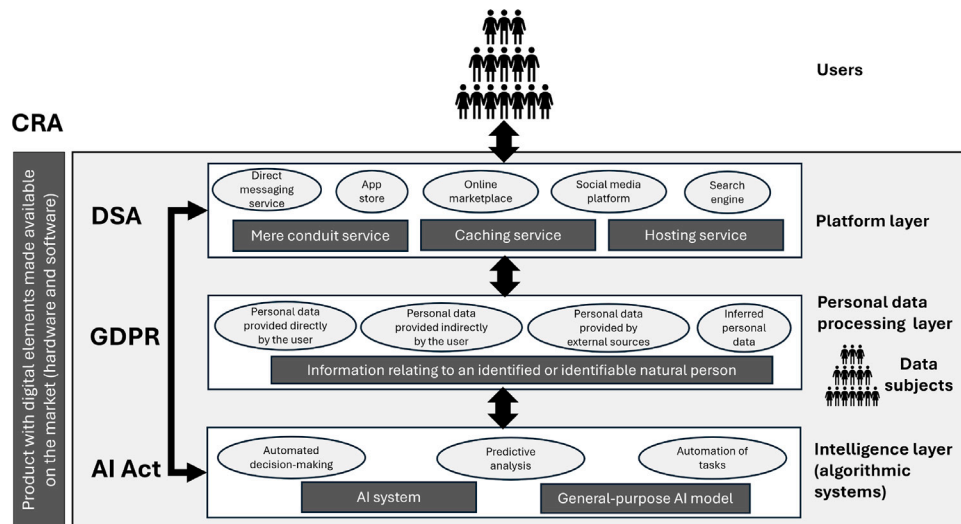 Users
CRA
Product with digital elements made available
on the market (hardware and software)
DSA
Direct
messaging
service
App
store
Online
marketplace
Social media
platform
Search
engine
Mere conduit service
Caching service
Hosting service
Platform layer
GDPR
Personal data
provided directly
by the user
Personal data
provided indirectly
by the user
Personal data
provided by
external sources
Inferred
personal
data
Information relating to an identified or identifiable natural person
Personal data
processing layer
Data
subjects
AI Act
Automated
decision-making
Predictive
analysis
Automation of
tasks
AI system
General-purpose AI model
Intelligence layer
(algorithmic
systems)